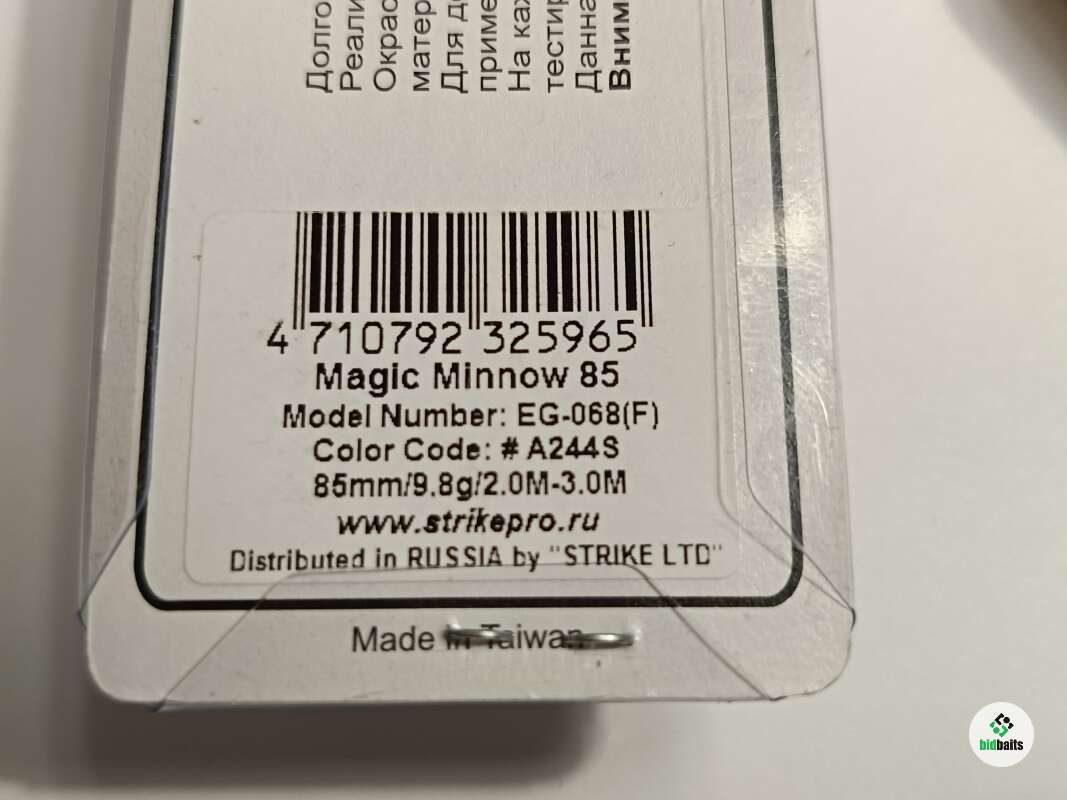 Долго
Реали
Окрас
матер
Для де
приме
На каж
тестир
Данна
Вним
4 710792 325965
Magic Minnow 85
Model Number: EG-068(F)
Color Code: # A244S
85mm/9.8g/2.0M-3.0M
www.strikepro.ru
Distributed in RUSSIA by "STRIKE LTD"
Made in Taiwan
bidbaits